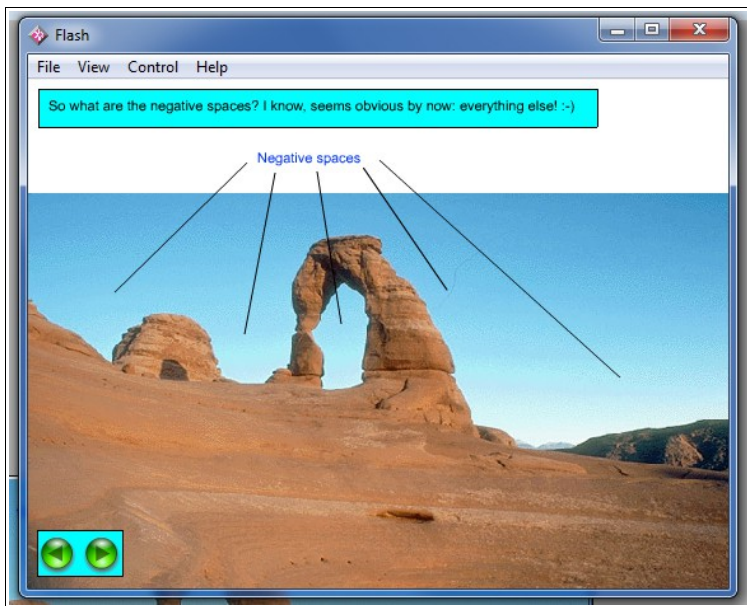 Flash
File View Control Help
So what are the negative spaces? I know, seems obvious by now: everything else! :-)
Negative spaces